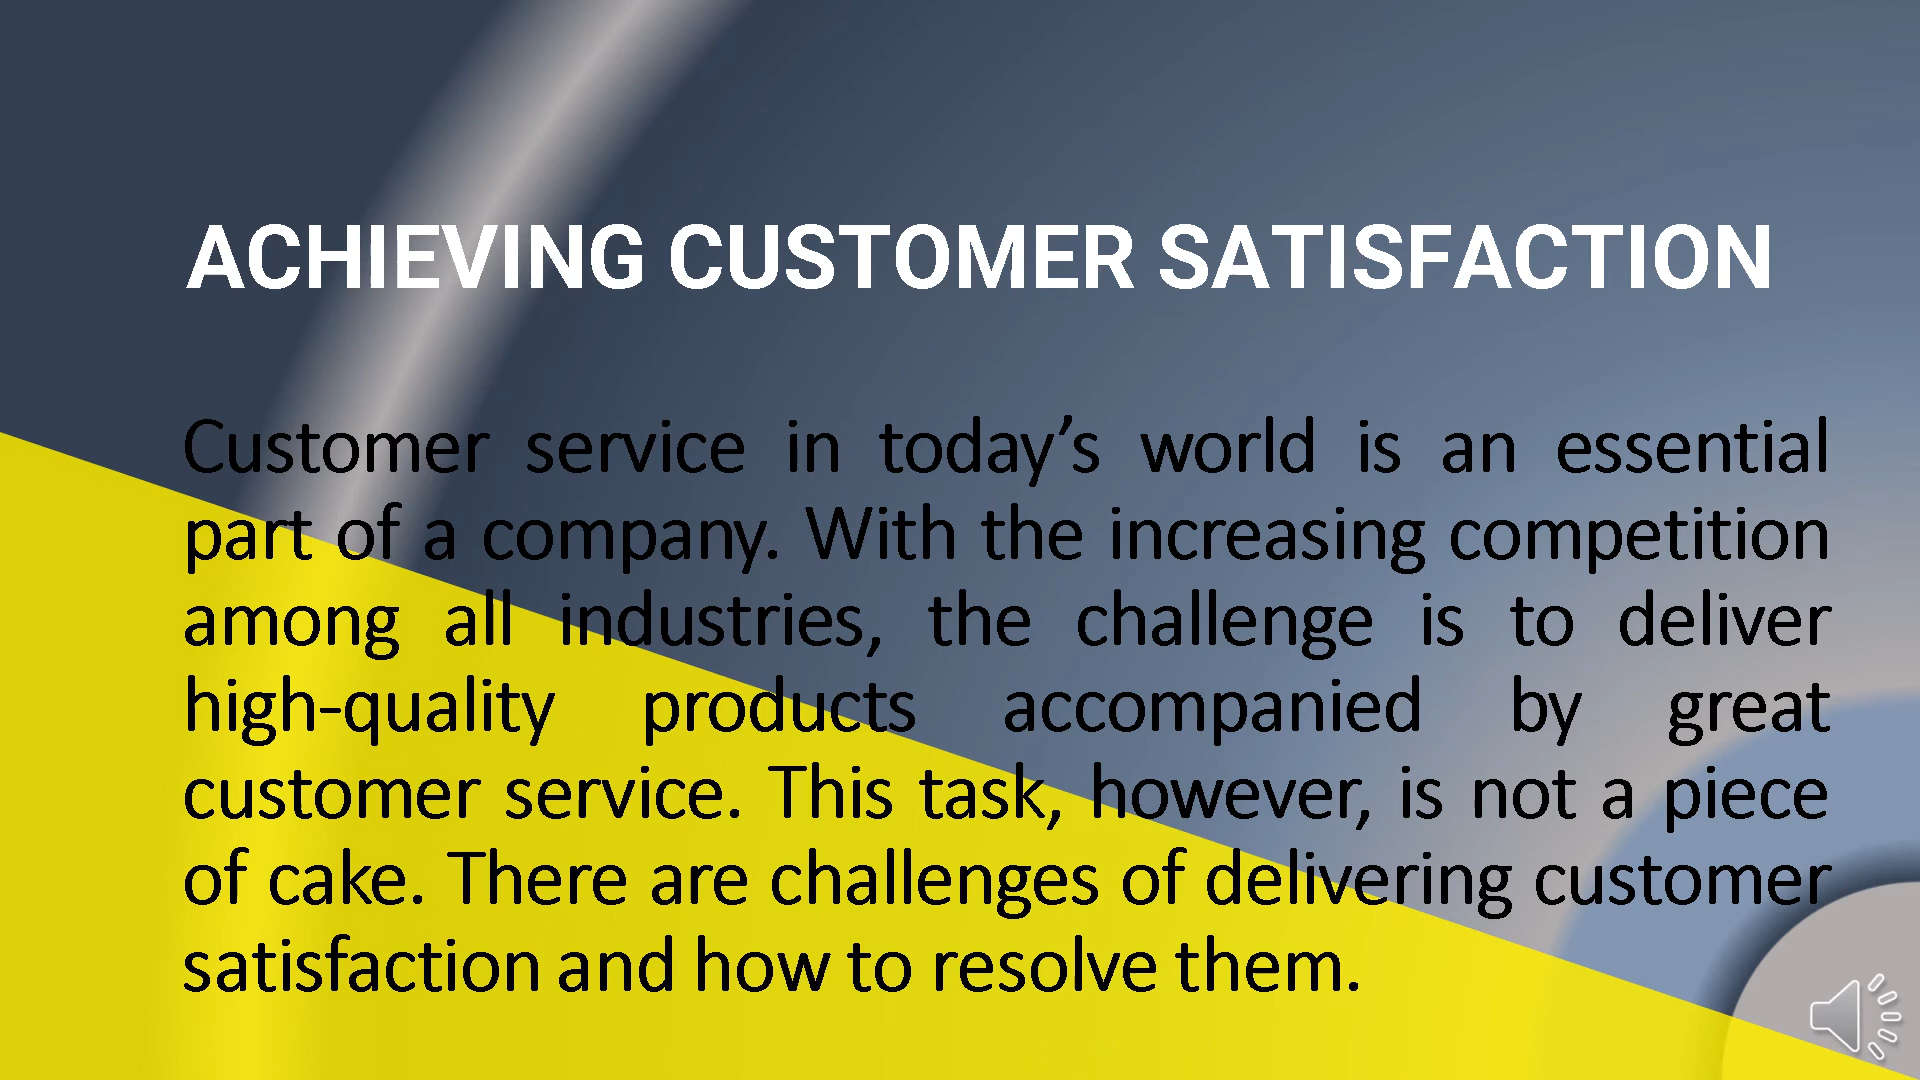 ACHIEVING CUSTOMER SATISFACTION
Customer service in today’s world is an essential
part of a company. With the increasing competition
among all industries, the challenge is to deliver
high-quality products accompanied by great
customer service. This task, however, is not a piece
of cake. There are challenges of delivering customer
satisfaction and how to resolve them.